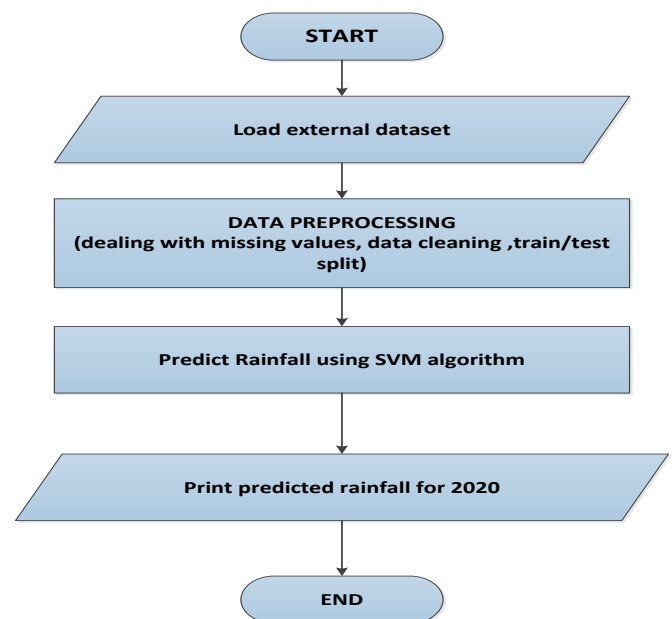 START
Load external dataset
DATA PREPROCESSING
(dealing with missing values, data cleaning ,train/test
split)
Predict Rainfall using SVM algorithm
Print predicted rainfall for 2020
END